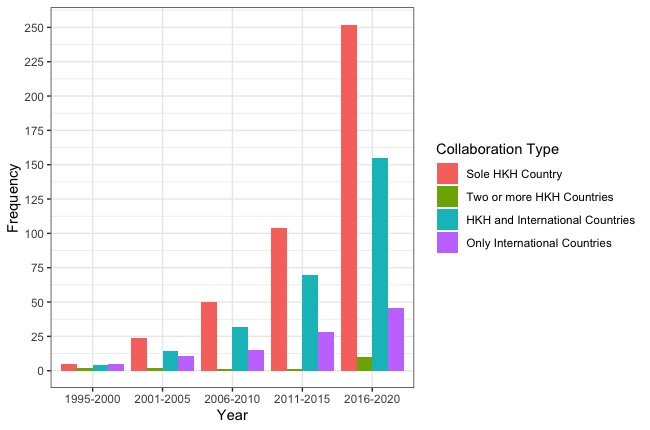 250
225
200
175
150
125
100
75
50
25
0
Frequency
1995-2000 2001-2005 2006-2010 2011-2015 2016-2020
Year
Collaboration Type
Sole HKH Country
Two or more HKH Countries
HKH and International Countries
Only International Countries